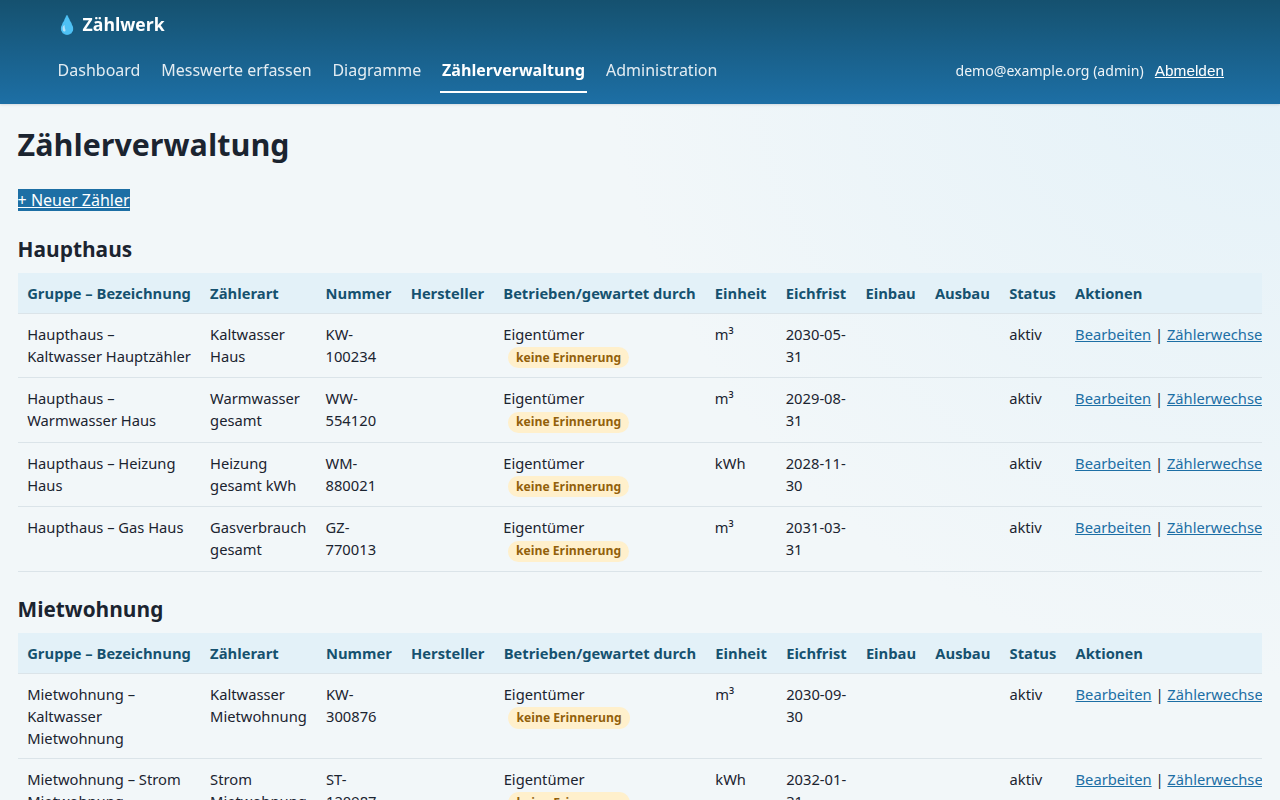 Zählwerk
Dashboard Messwerte erfassen Diagramme Zählerverwaltung Administration demo@example.org (admin) Abmelden
Zählerverwaltung
+ Neuer Zähler
Haupthaus
Gruppe – Bezeichnung Zählerart Nummer Hersteller Betrieben/gewartet durch Einheit Eichfrist Einbau Ausbau Status Aktionen
Haupthaus – Kaltwasser KW- Eigentümer m³ 2030-05- aktiv Bearbeiten | Zählerwechse
Kaltwasser Hauptzähler Haus 100234 keine Erinnerung 31
Haupthaus – Warmwasser WW- Eigentümer m³ 2029-08- aktiv Bearbeiten | Zählerwechse
Warmwasser Haus gesamt 554120 keine Erinnerung 31
Haupthaus – Heizung Heizung WM- Eigentümer kWh 2028-11- aktiv Bearbeiten | Zählerwechse
Haus gesamt kWh 880021 keine Erinnerung 30
Haupthaus – Gas Haus Gasverbrauch GZ- Eigentümer m³ 2031-03- aktiv Bearbeiten | Zählerwechse
gesamt 770013 keine Erinnerung 31
Mietwohnung
Gruppe – Bezeichnung Zählerart Nummer Hersteller Betrieben/gewartet durch Einheit Eichfrist Einbau Ausbau Status Aktionen
Mietwohnung – Kaltwasser KW- Eigentümer m³ 2030-09- aktiv Bearbeiten | Zählerwechse
Kaltwasser Mietwohnung 300876 keine Erinnerung 30
Mietwohnung
Mietwohnung – Strom Strom ST- Eigentümer kWh 2032-01- aktiv Bearbeiten | Zählerwechse